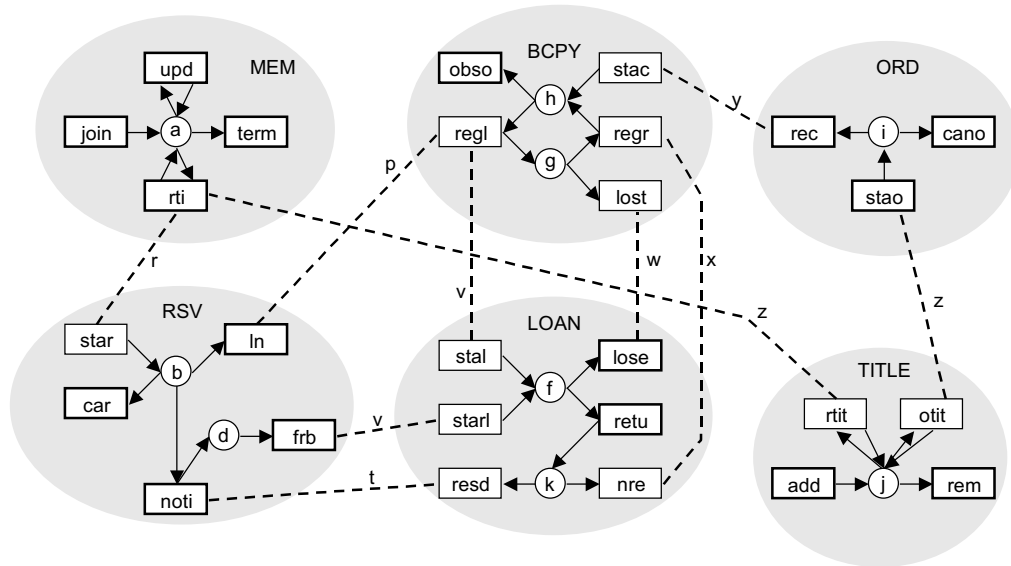 MEM
upd
join
a
term
rti
BCPY
obso
stac
h
regl
regr
g
lost
ORD
rec
i
cano
stao
y
p
r
v
w
x
z
z
RSV
star
ln
b
car
d
frb
noti
v
t
LOAN
stal
lose
f
starl
retu
resd
k
nre
TITLE
rtit
otit
add
j
rem